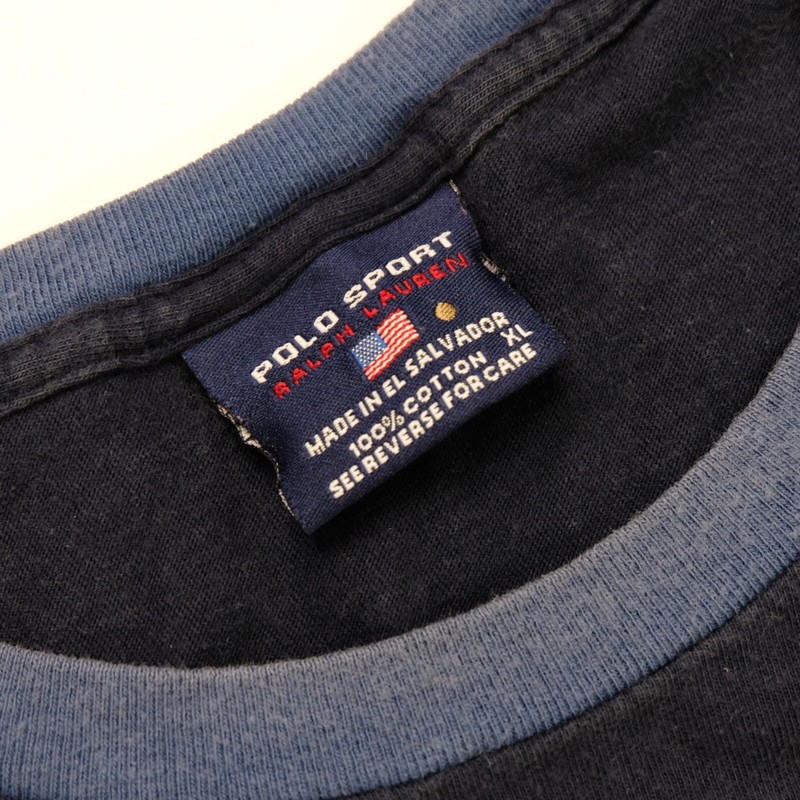 POLO SPORT
RALPH LAUREN
MADE IN EL SALVADOR
100% COTTON XL
SEE REVERSE FOR CARE